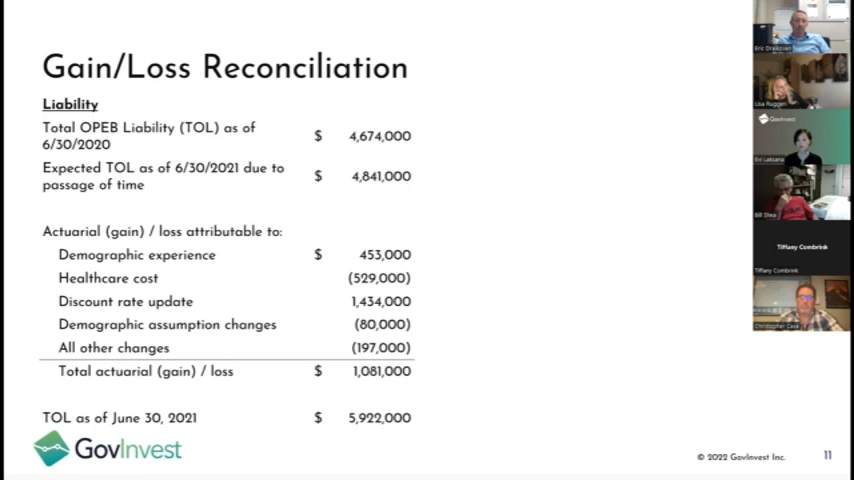 Gain/Loss Reconciliation
Liability
Total OPEB Liability (TOL) as of
6/30/2020 $ 4,674,000
Expected TOL as of 6/30/2021 due to
passage of time $ 4,841,000
Actuarial (gain) / loss attributable to:
Demographic experience $ 453,000
Healthcare cost (529,000)
Discount rate update 1,434,000
Demographic assumption changes (80,000)
All other changes (197,000)
Total actuarial (gain) / loss $ 1,081,000
TOL as of June 30, 2021 $ 5,922,000
GovInvest
© 2022 GovInvest Inc. 11
Lisa Ruggeri
GovInvest
Evi Laksana
Bill Shea
Tiffany Combrink
Tiffany Combrink
Christopher Cave